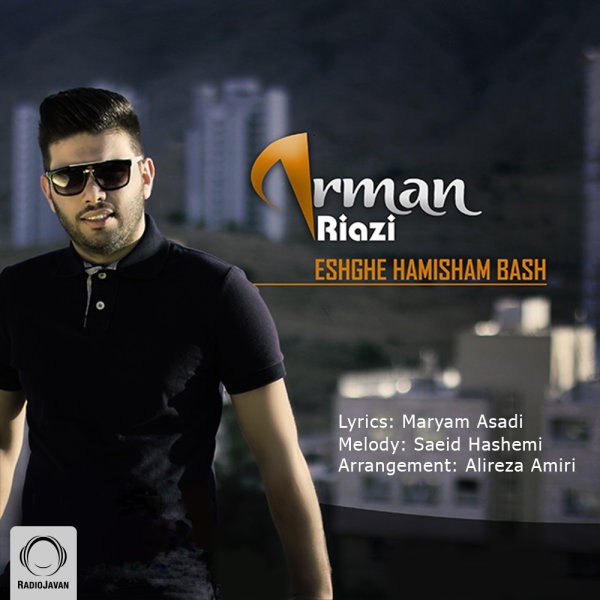 Arman
Riazi
ESHGHE HAMISHAM BASH
Lyrics: Maryam Asadi
Melody: Saeid Hashemi
Arrangement: Alireza Amiri
RADIOJAVAN